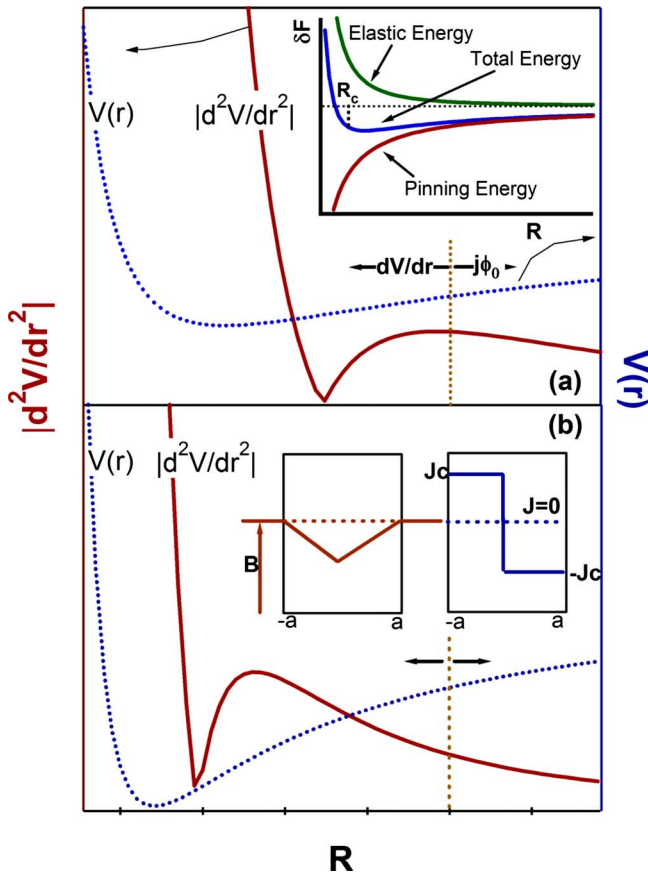 δF
Elastic Energy
Total Energy
R_c
Pinning Energy
R
V(r)
|d²V/dr²|
dV/dr
jϕ₀
(a)
|d²V/dr²|
V(r)
(b)
V(r)
|d²V/dr²|
B
-a
a
Jc
J=0
-Jc
-a
a
R